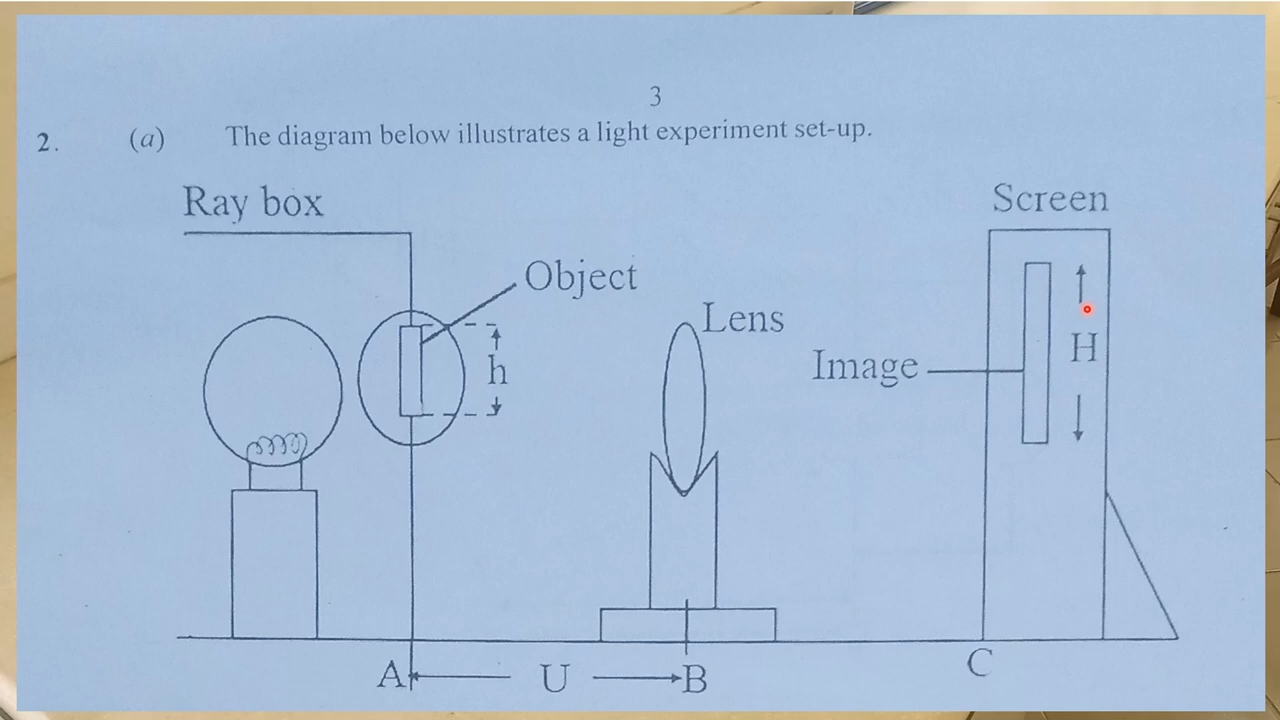 3
2. (a) The diagram below illustrates a light experiment set-up.
Ray box
Screen
Object
Lens
h
Image
H
A U B
C